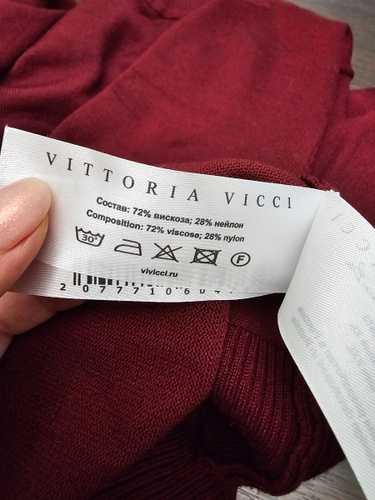 VITTORIA VICCI
Состав: 72% вискоза; 28% нейлон
Composition: 72% viscose; 28% nylon
30°
F
vivicci.ru